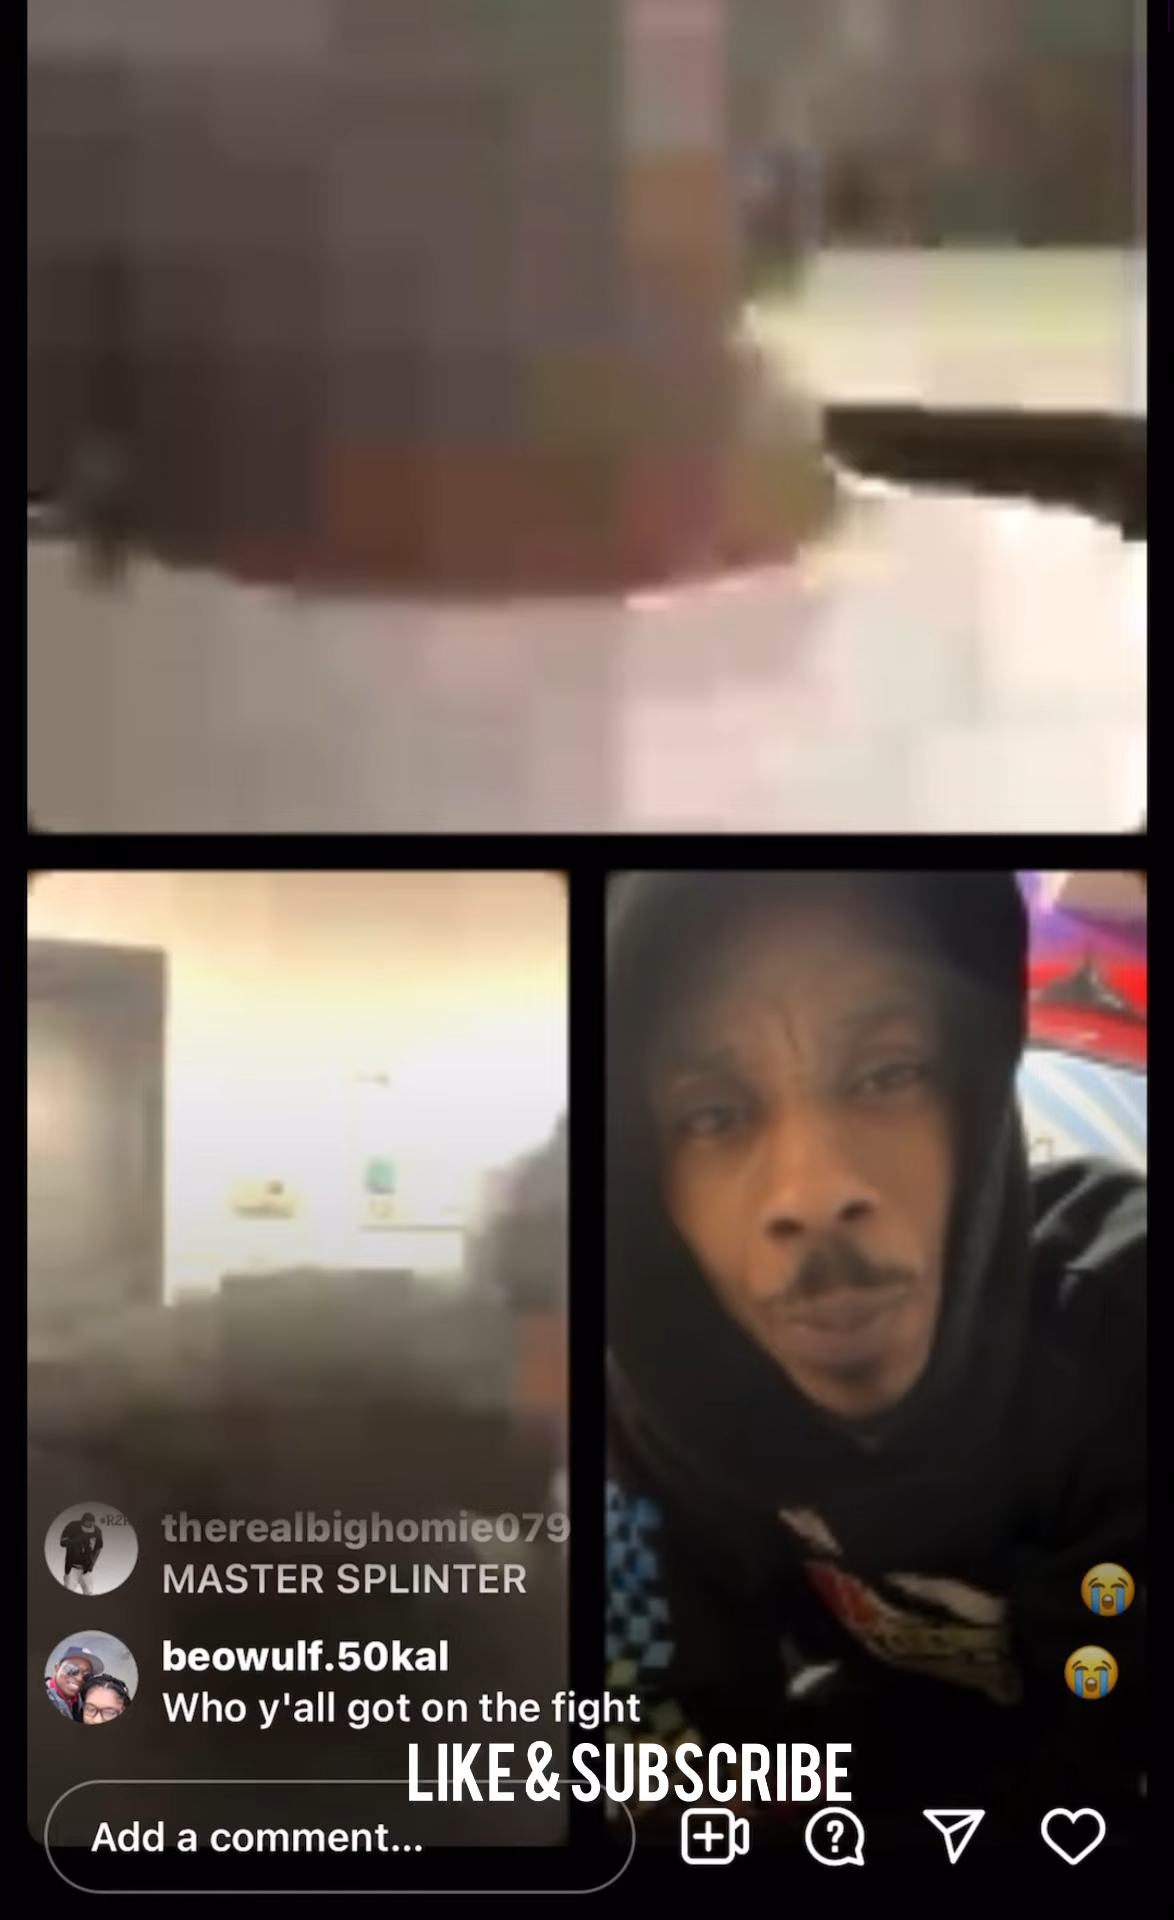 therealbighomie079
MASTER SPLINTER
beowulf.50kal
Who y'all got on the fight
LIKE & SUBSCRIBE
Add a comment...